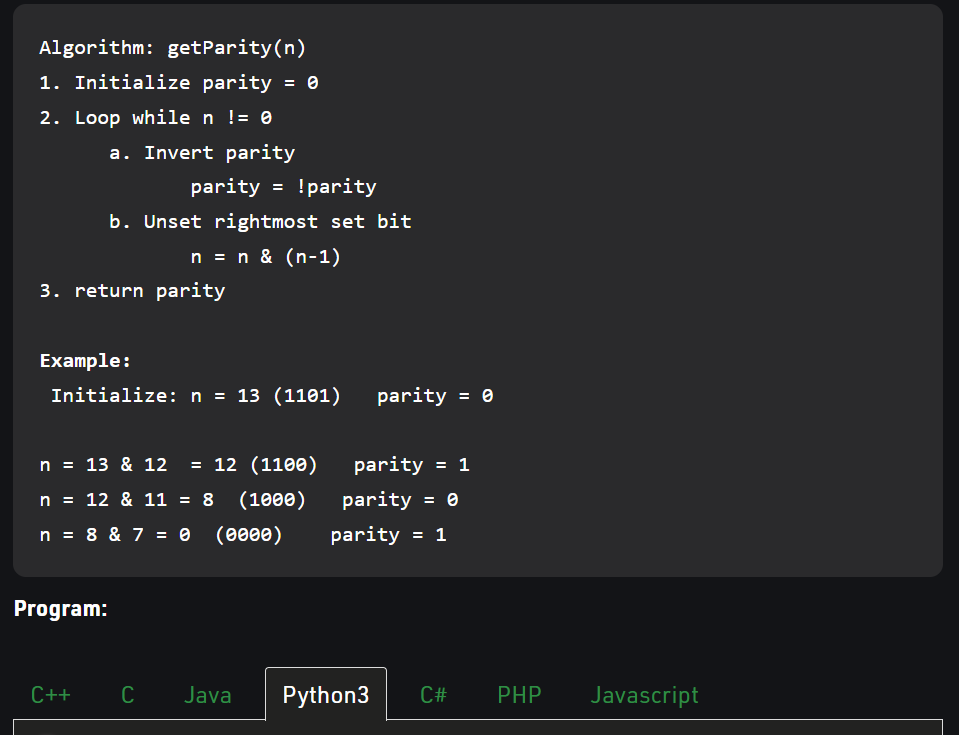 Algorithm: getParity(n)
1. Initialize parity = 0
2. Loop while n != 0
a. Invert parity
parity = !parity
b. Unset rightmost set bit
n = n & (n-1)
3. return parity
Example:
Initialize: n = 13 (1101)   parity = 0
n = 13 & 12  = 12 (1100)   parity = 1
n = 12 & 11 = 8  (1000)   parity = 0
n = 8 & 7 = 0  (0000)    parity = 1
Program:
C++ C Java Python3 C# PHP Javascript